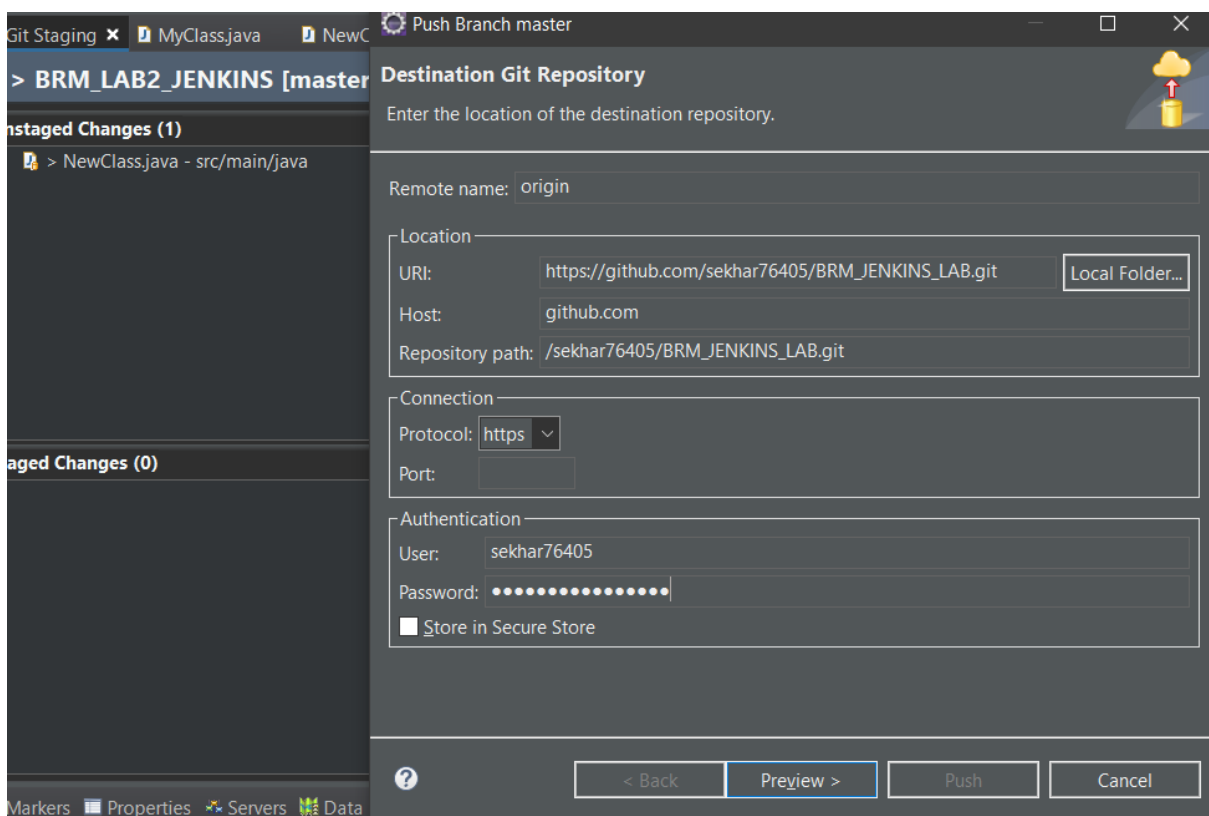 Git Staging
MyClass.java
NewC
Push Branch master
> BRM_LAB2_JENKINS [master
Destination Git Repository
Enter the location of the destination repository.
nstaged Changes (1)
> NewClass.java - src/main/java
Remote name: origin
Location
URI: https://github.com/sekhar76405/BRM_JENKINS_LAB.git Local Folder...
Host: github.com
Repository path: /sekhar76405/BRM_JENKINS_LAB.git
Connection
Protocol: https
Port:
aged Changes (0)
Authentication
User: sekhar76405
Password: ••••••••••••••••
Store in Secure Store
< Back Preview > Push Cancel
Markers Properties Servers Data